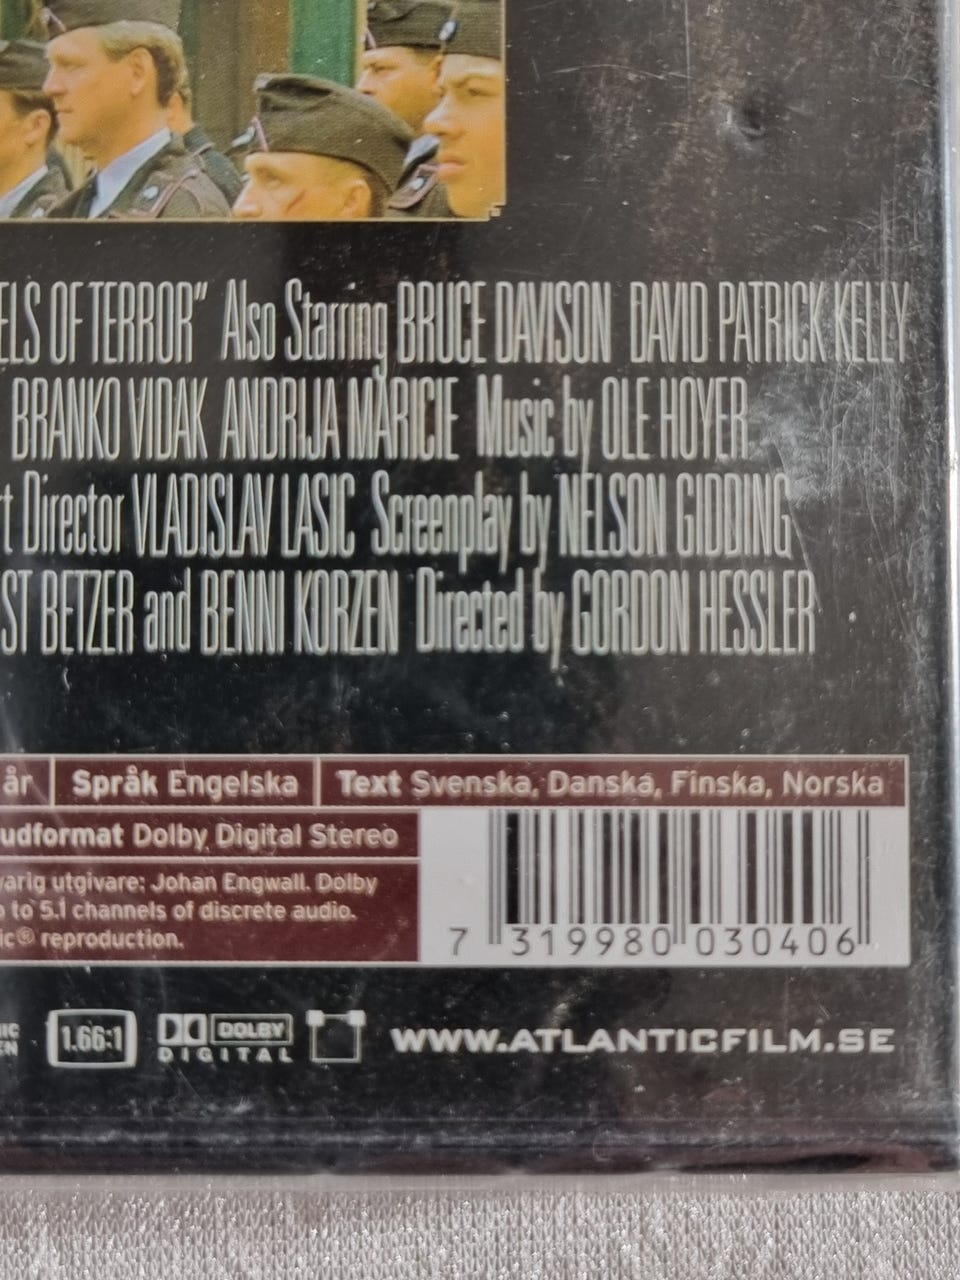 ELS OF TERROR" Also Starring BRUCE DAVISON DAVID PATRICK KELLY
BRANKO VIDAK ANDRIJA MARICIE Music by OLE HOYER
rt Director VLADISLAV LASIC Screenplay by NELSON GIDDING
ST BETZER and BENNI KORZEN Directed by GORDON HESSLER
år Språk Engelska Text Svenska, Danska, Finska, Norska
udformat Dolby Digital Stereo
varig utgivare: Johan Engwall. Dolby
o to 5.1 channels of discrete audio.
ic® reproduction.
7 319980 030406
IC
EN
1.66:1
DOLBY
DIGITAL
WWW.ATLANTICFILM.SE